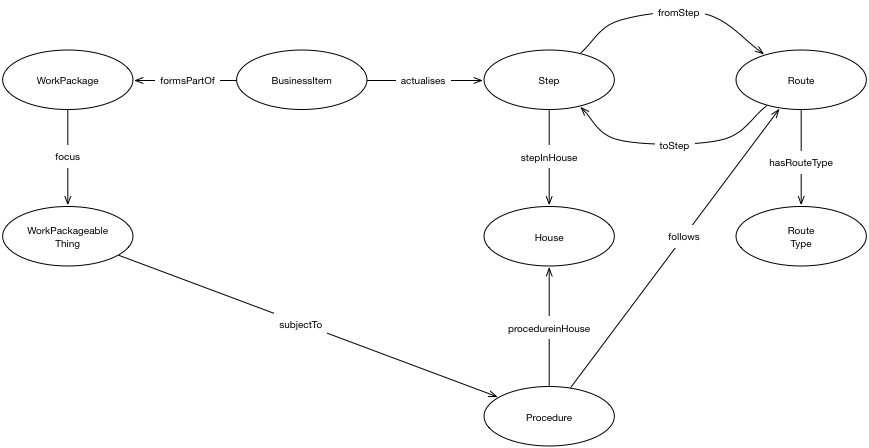 fromStep
WorkPackage
formsPartOf
BusinessItem
actualises
Step
Route
focus
stepInHouse
toStep
hasRouteType
WorkPackageable
Thing
House
follows
Route
Type
subjectTo
procedureinHouse
Procedure